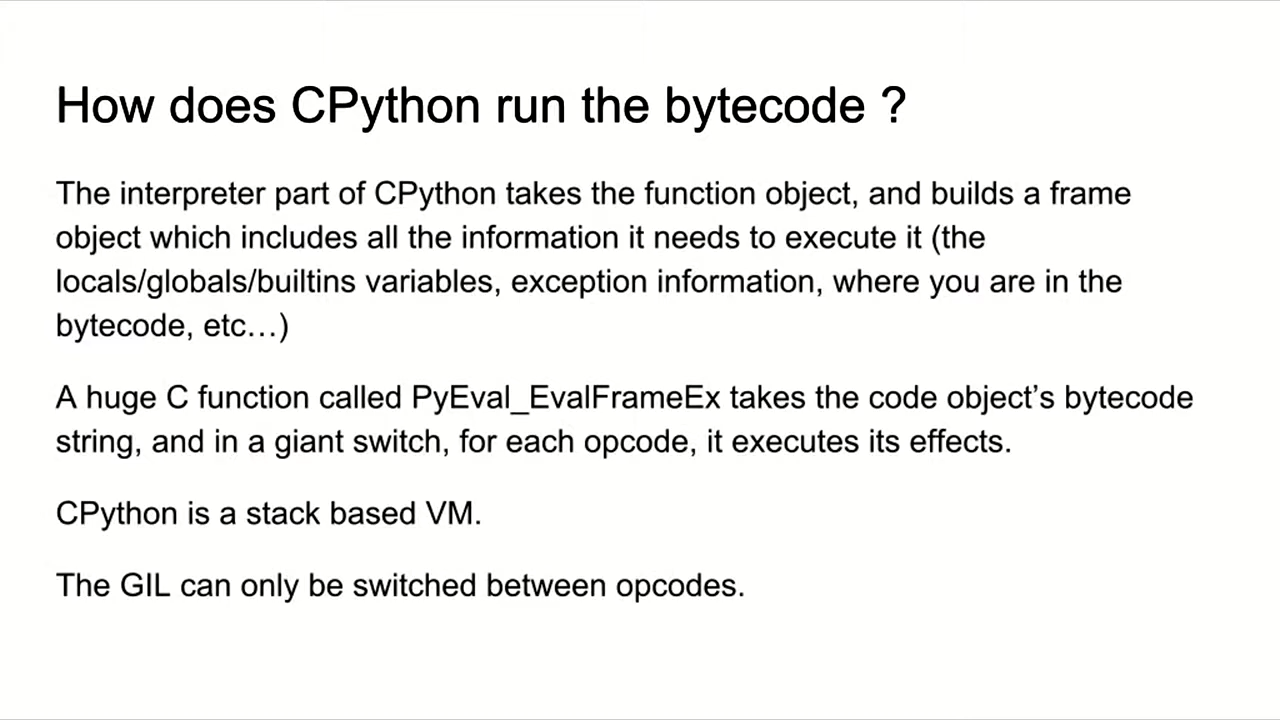 How does CPython run the bytecode ?
The interpreter part of CPython takes the function object, and builds a frame
object which includes all the information it needs to execute it (the
locals/globals/builtins variables, exception information, where you are in the
bytecode, etc…)
A huge C function called PyEval_EvalFrameEx takes the code object’s bytecode
string, and in a giant switch, for each opcode, it executes its effects.
CPython is a stack based VM.
The GIL can only be switched between opcodes.